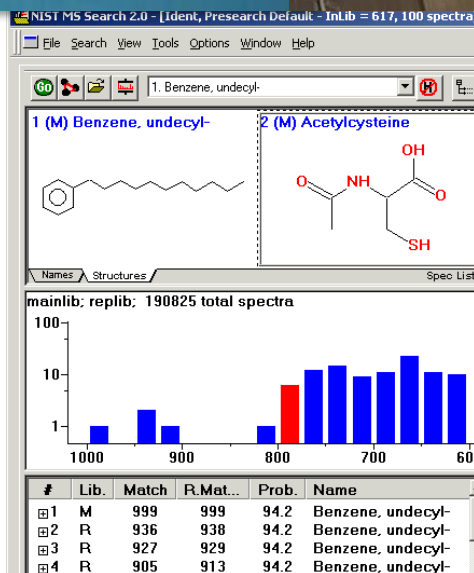 NIST MS Search 2.0 - [Ident, Presearch Default - InLib = 617, 100 spectra
File Search View Tools Options Window Help
GO 1. Benzene, undecyl- H
1 (M) Benzene, undecyl- 2 (M) Acetylcysteine
OH
O NH O
SH
Names Structures Spec List
mainlib; replib; 190825 total spectra
100
10
1
1000 900 800 700 60
# Lib. Match R.Mat... Prob. Name
1 M 999 999 94.2 Benzene, undecyl-
2 R 936 938 94.2 Benzene, undecyl-
3 R 927 929 94.2 Benzene, undecyl-
4 R 905 913 94.2 Benzene, undecyl-